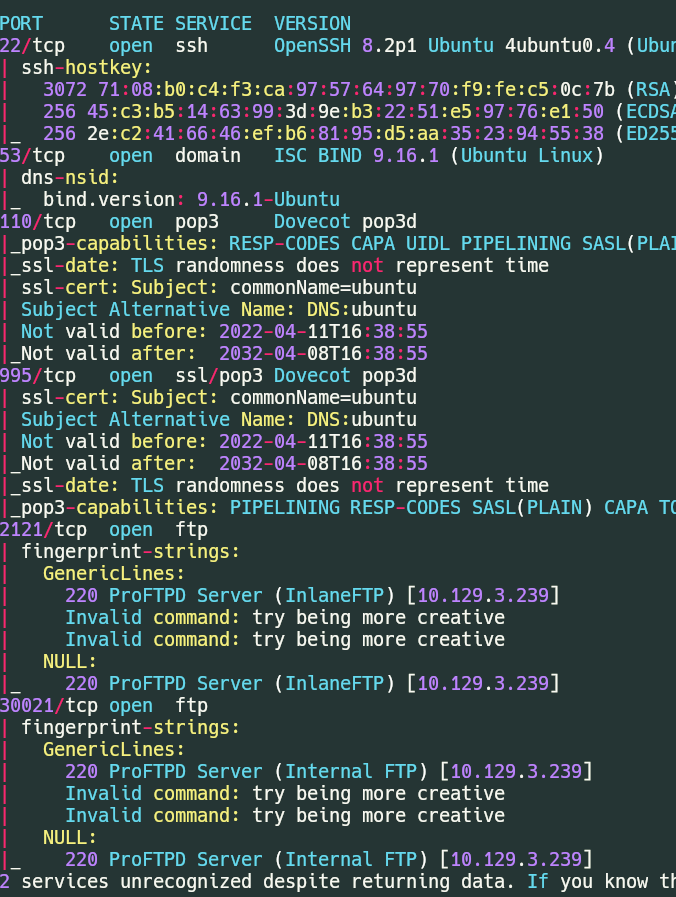 PORT      STATE SERVICE  VERSION
22/tcp    open  ssh      OpenSSH 8.2p1 Ubuntu 4ubuntu0.4 (Ubun
| ssh-hostkey:
|   3072 71:08:b0:c4:f3:ca:97:57:64:97:70:f9:fe:c5:0c:7b (RSA)
|   256 45:c3:b5:14:63:99:3d:9e:b3:22:51:e5:97:76:e1:50 (ECDSA
|_  256 2e:c2:41:66:46:ef:b6:81:95:d5:aa:35:23:94:55:38 (ED255
53/tcp    open  domain   ISC BIND 9.16.1 (Ubuntu Linux)
| dns-nsid:
|_  bind.version: 9.16.1-Ubuntu
110/tcp   open  pop3     Dovecot pop3d
|_pop3-capabilities: RESP-CODES CAPA UIDL PIPELINING SASL(PLAI
|_ssl-date: TLS randomness does not represent time
| ssl-cert: Subject: commonName=ubuntu
| Subject Alternative Name: DNS:ubuntu
| Not valid before: 2022-04-11T16:38:55
|_Not valid after:  2032-04-08T16:38:55
995/tcp   open  ssl/pop3 Dovecot pop3d
| ssl-cert: Subject: commonName=ubuntu
| Subject Alternative Name: DNS:ubuntu
| Not valid before: 2022-04-11T16:38:55
|_Not valid after:  2032-04-08T16:38:55
|_ssl-date: TLS randomness does not represent time
|_pop3-capabilities: PIPELINING RESP-CODES SASL(PLAIN) CAPA TO
2121/tcp  open  ftp
| fingerprint-strings:
|   GenericLines:
|     220 ProFTPD Server (InlaneFTP) [10.129.3.239]
|     Invalid command: try being more creative
|     Invalid command: try being more creative
|   NULL:
|_    220 ProFTPD Server (InlaneFTP) [10.129.3.239]
30021/tcp open  ftp
| fingerprint-strings:
|   GenericLines:
|     220 ProFTPD Server (Internal FTP) [10.129.3.239]
|     Invalid command: try being more creative
|     Invalid command: try being more creative
|   NULL:
|_    220 ProFTPD Server (Internal FTP) [10.129.3.239]
2 services unrecognized despite returning data. If you know th